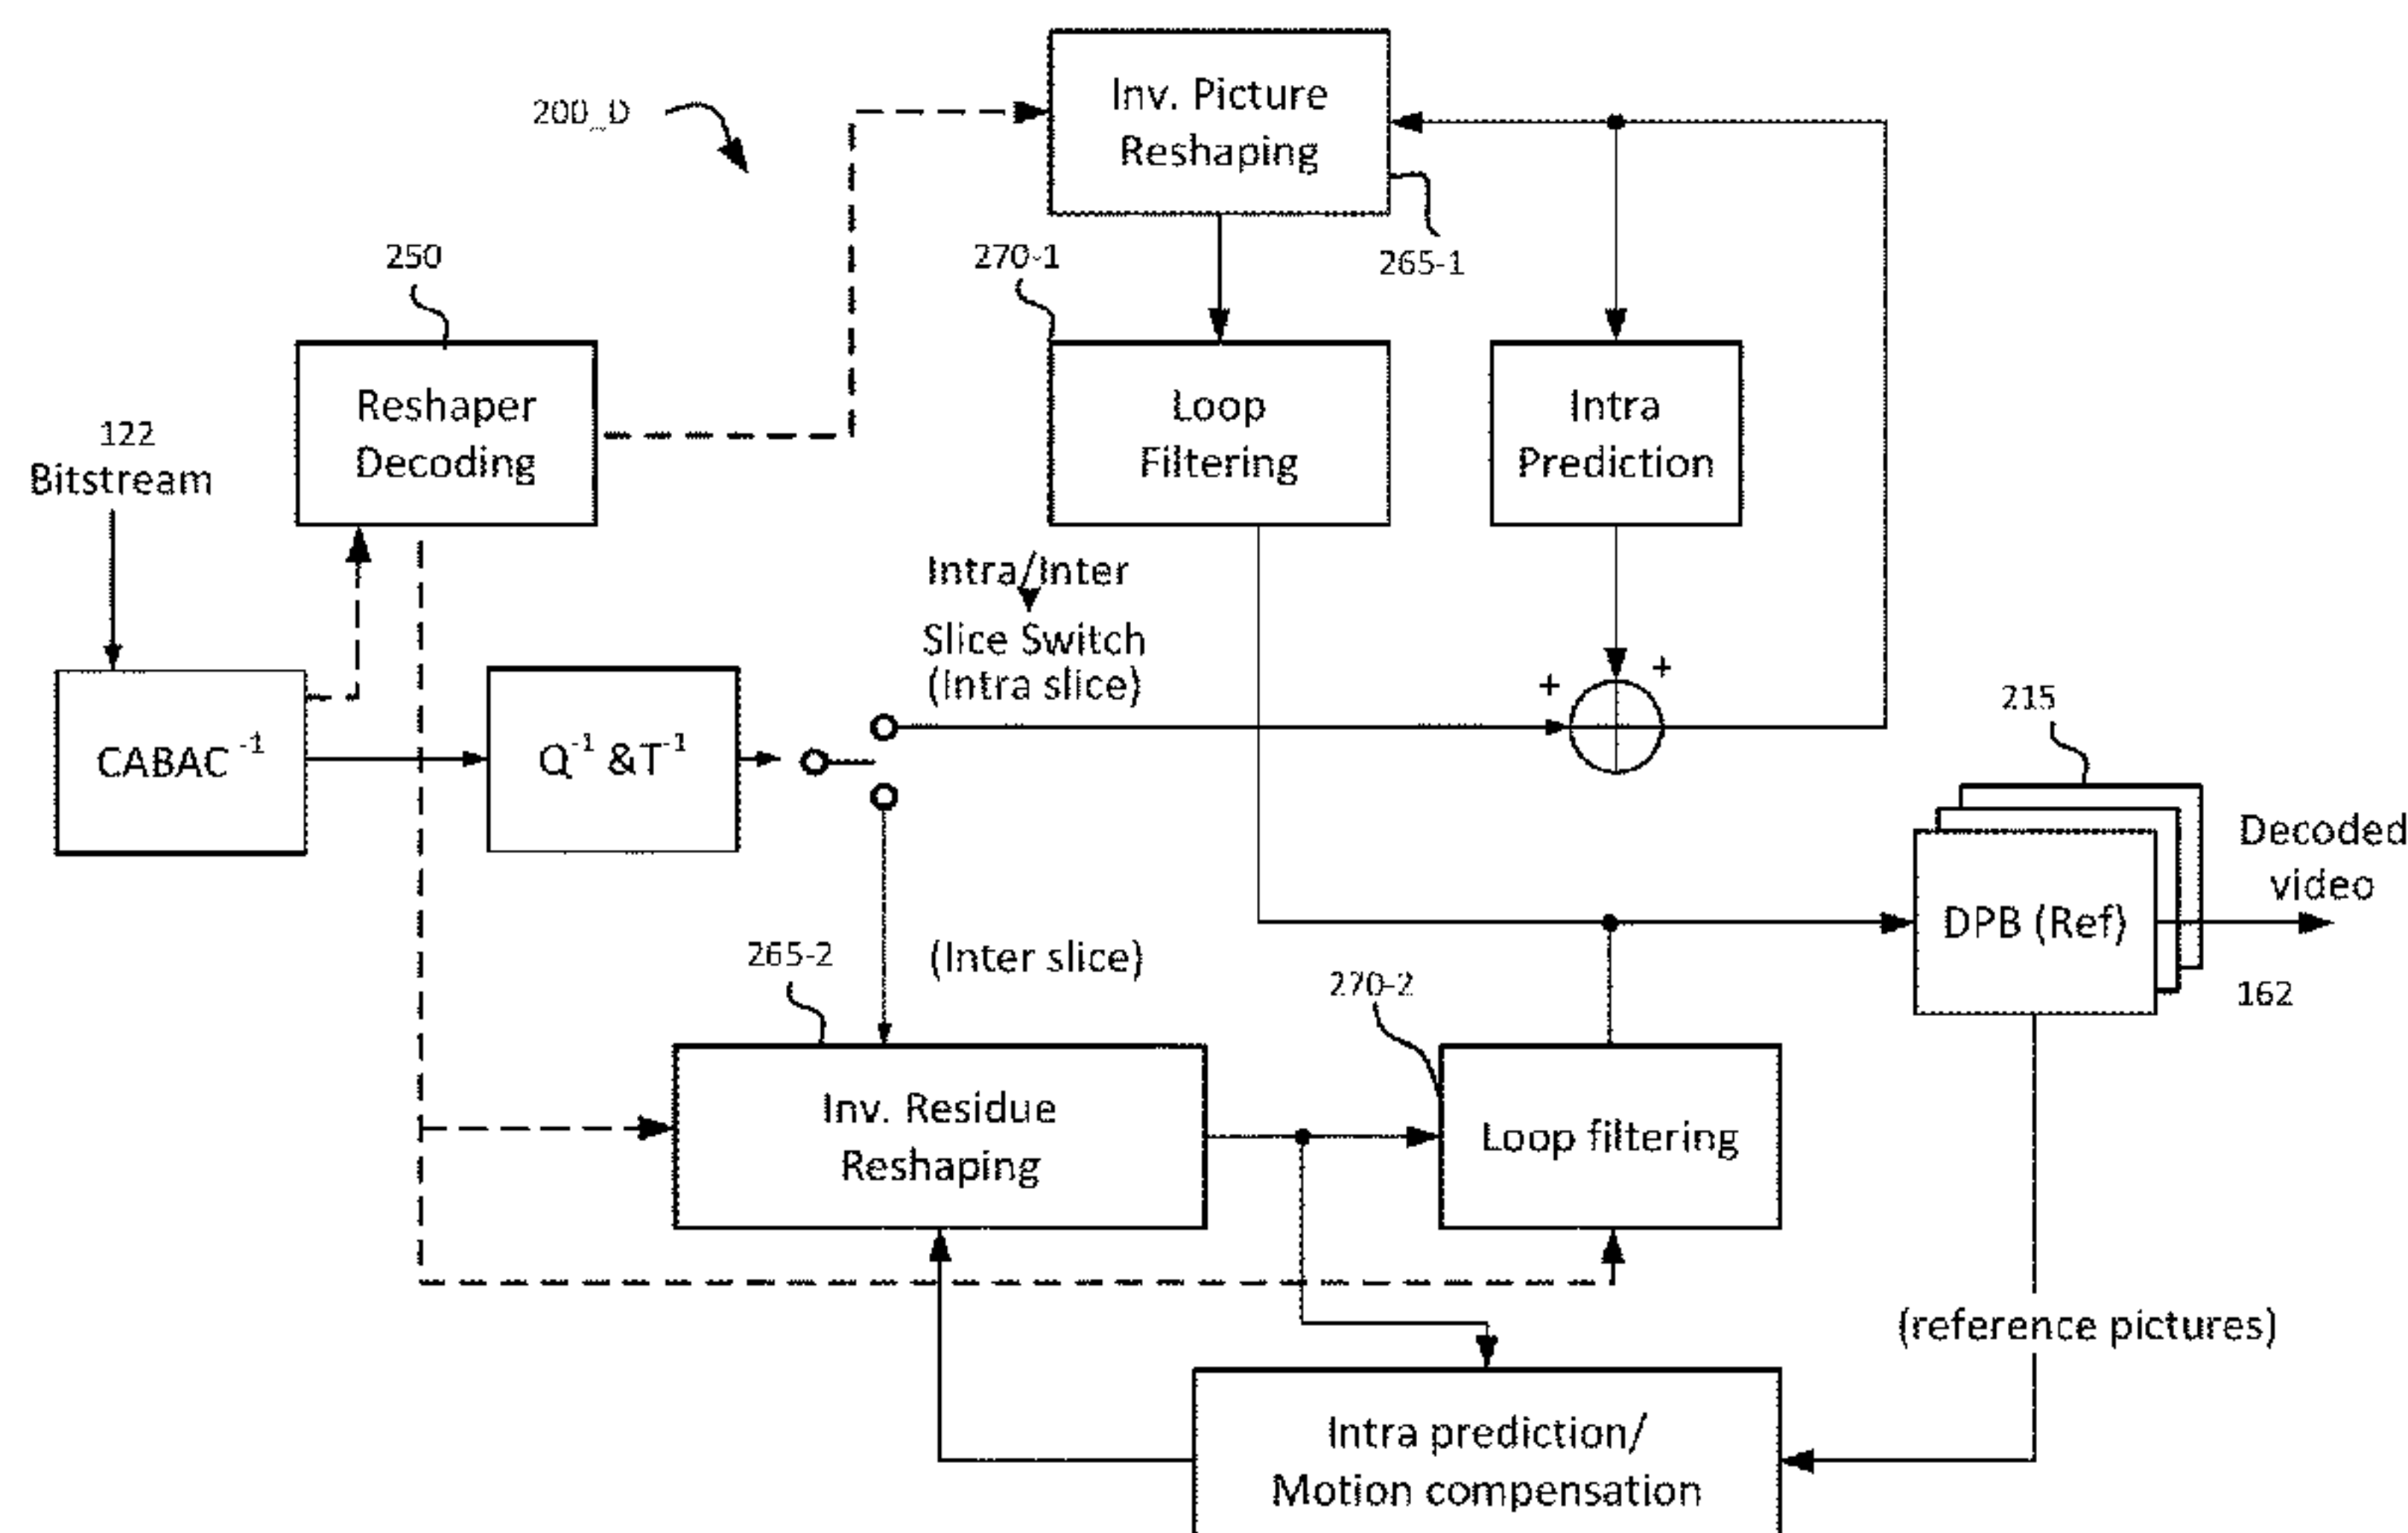 200_D
Inv. Picture
Reshaping
265-1
250
270-1
Reshaper
Decoding
Loop
Filtering
Intra
Prediction
122
Bitstream
Intra/Inter
Slice Switch
(Intra slice)
+
+
CABAC⁻¹
Q⁻¹ &T⁻¹
215
Decoded
video
DPB (Ref)
162
265-2
(Inter slice)
270-2
Inv. Residue
Reshaping
Loop filtering
(reference pictures)
Intra prediction/
Motion compensation